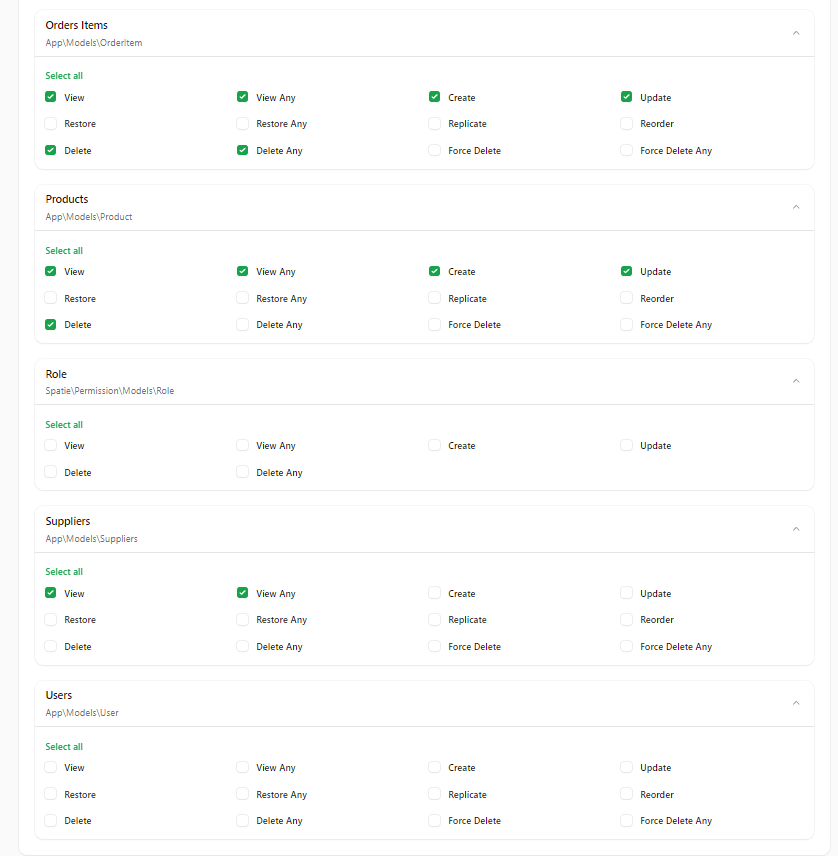 Orders Items
App\Models\OrderItem
Select all
View View Any Create Update
Restore Restore Any Replicate Reorder
Delete Delete Any Force Delete Force Delete Any
Products
App\Models\Product
Select all
View View Any Create Update
Restore Restore Any Replicate Reorder
Delete Delete Any Force Delete Force Delete Any
Role
Spatie\Permission\Models\Role
Select all
View View Any Create Update
Delete Delete Any
Suppliers
App\Models\Suppliers
Select all
View View Any Create Update
Restore Restore Any Replicate Reorder
Delete Delete Any Force Delete Force Delete Any
Users
App\Models\User
Select all
View View Any Create Update
Restore Restore Any Replicate Reorder
Delete Delete Any Force Delete Force Delete Any